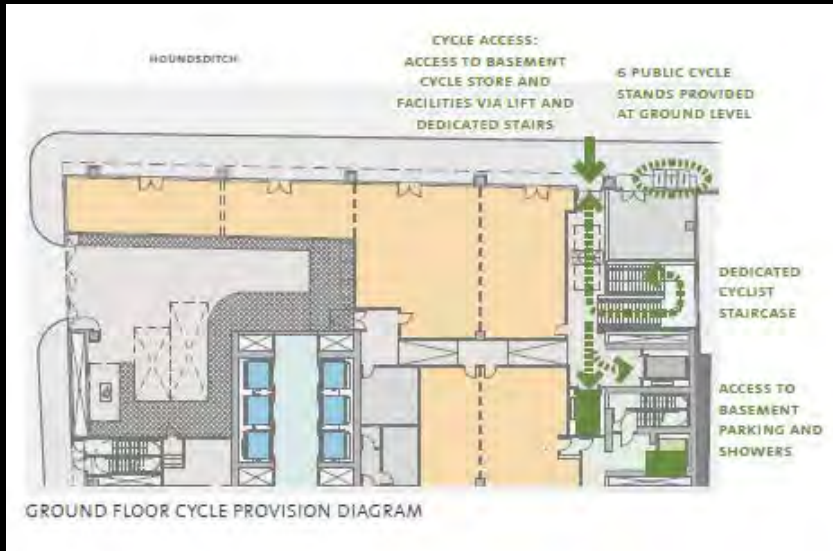 HOUNDSDITCH
CYCLE ACCESS:
ACCESS TO BASEMENT
CYCLE STORE AND
FACILITIES VIA LIFT AND
DEDICATED STAIRS
6 PUBLIC CYCLE
STANDS PROVIDED
AT GROUND LEVEL
DEDICATED
CYCLIST
STAIRCASE
ACCESS TO
BASEMENT
PARKING AND
SHOWERS
GROUND FLOOR CYCLE PROVISION DIAGRAM